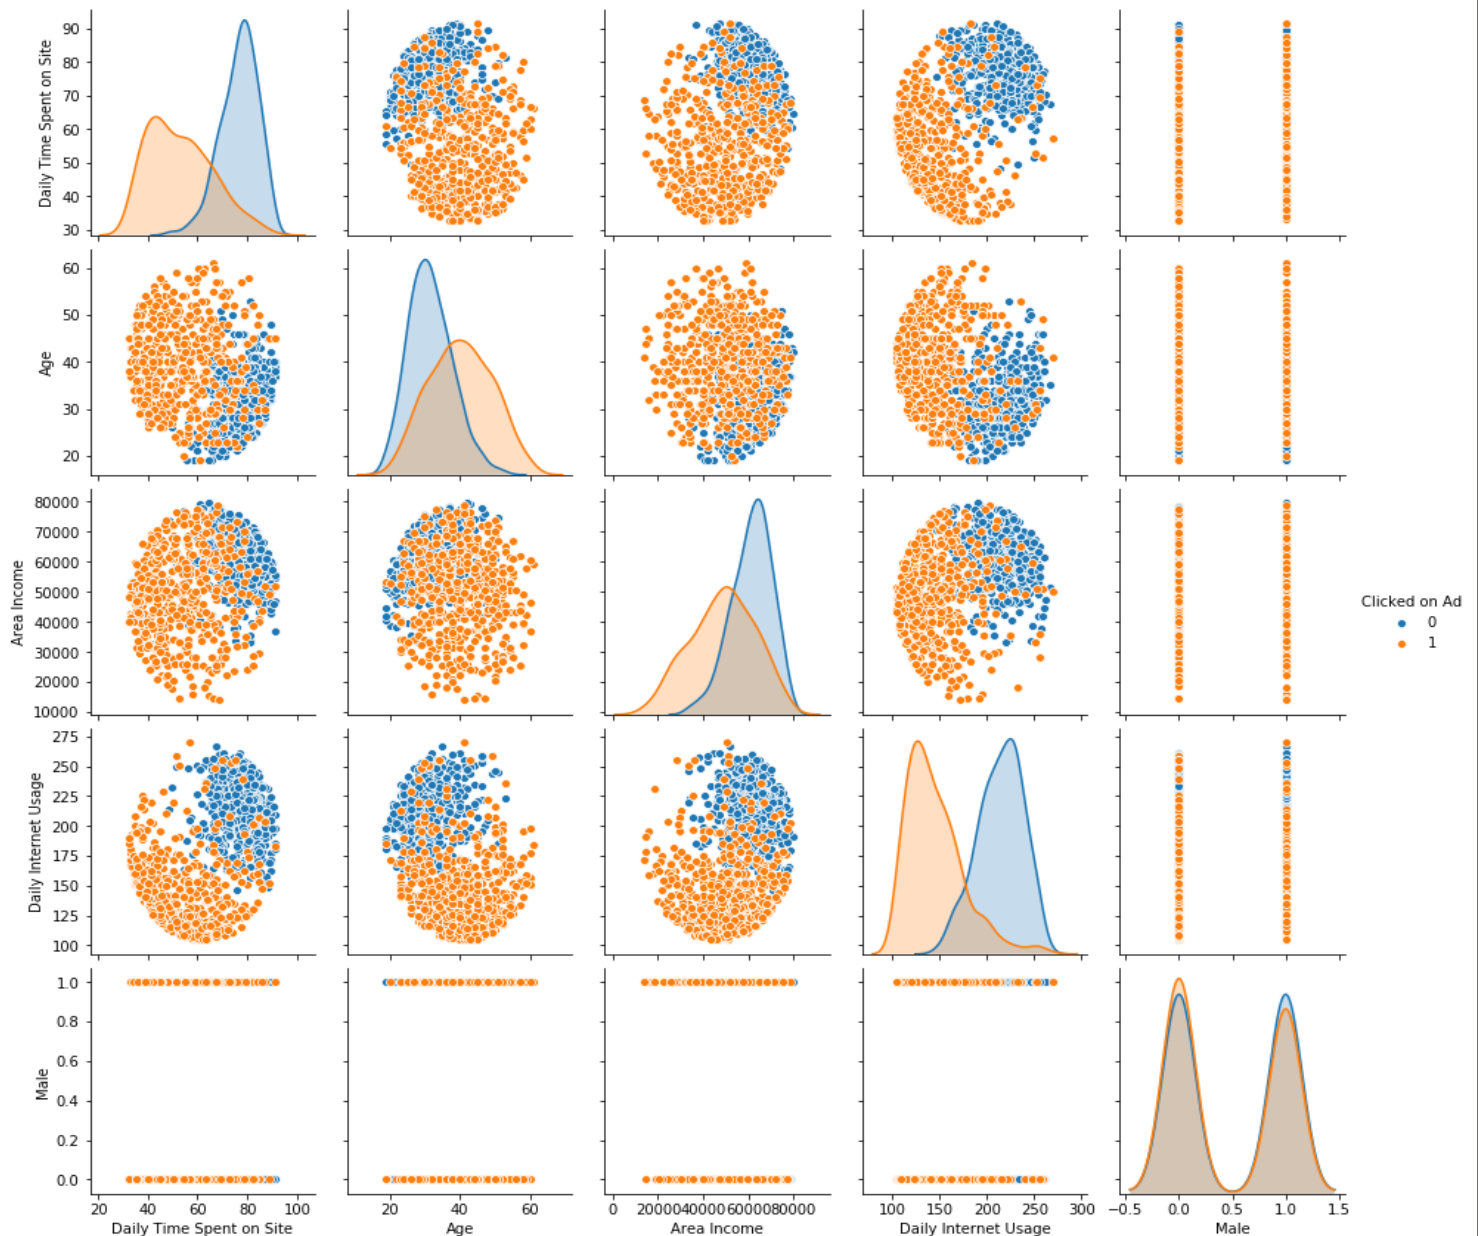 90
80
70
60
50
40
30
Daily Time Spent on Site
60
50
40
30
20
Age
80000
70000
60000
50000
40000
30000
20000
10000
Area Income
Clicked on Ad
0
1
275
250
225
200
175
150
125
100
Daily Internet Usage
1.0
0.8
0.6
0.4
0.2
0.0
Male
20 40 60 80 100
20 40 60
0 20000 40000 60000 80000
100 150 200 250 300
−0.5 0.0 0.5 1.0 1.5
Daily Time Spent on Site
Age
Area Income
Daily Internet Usage
Male